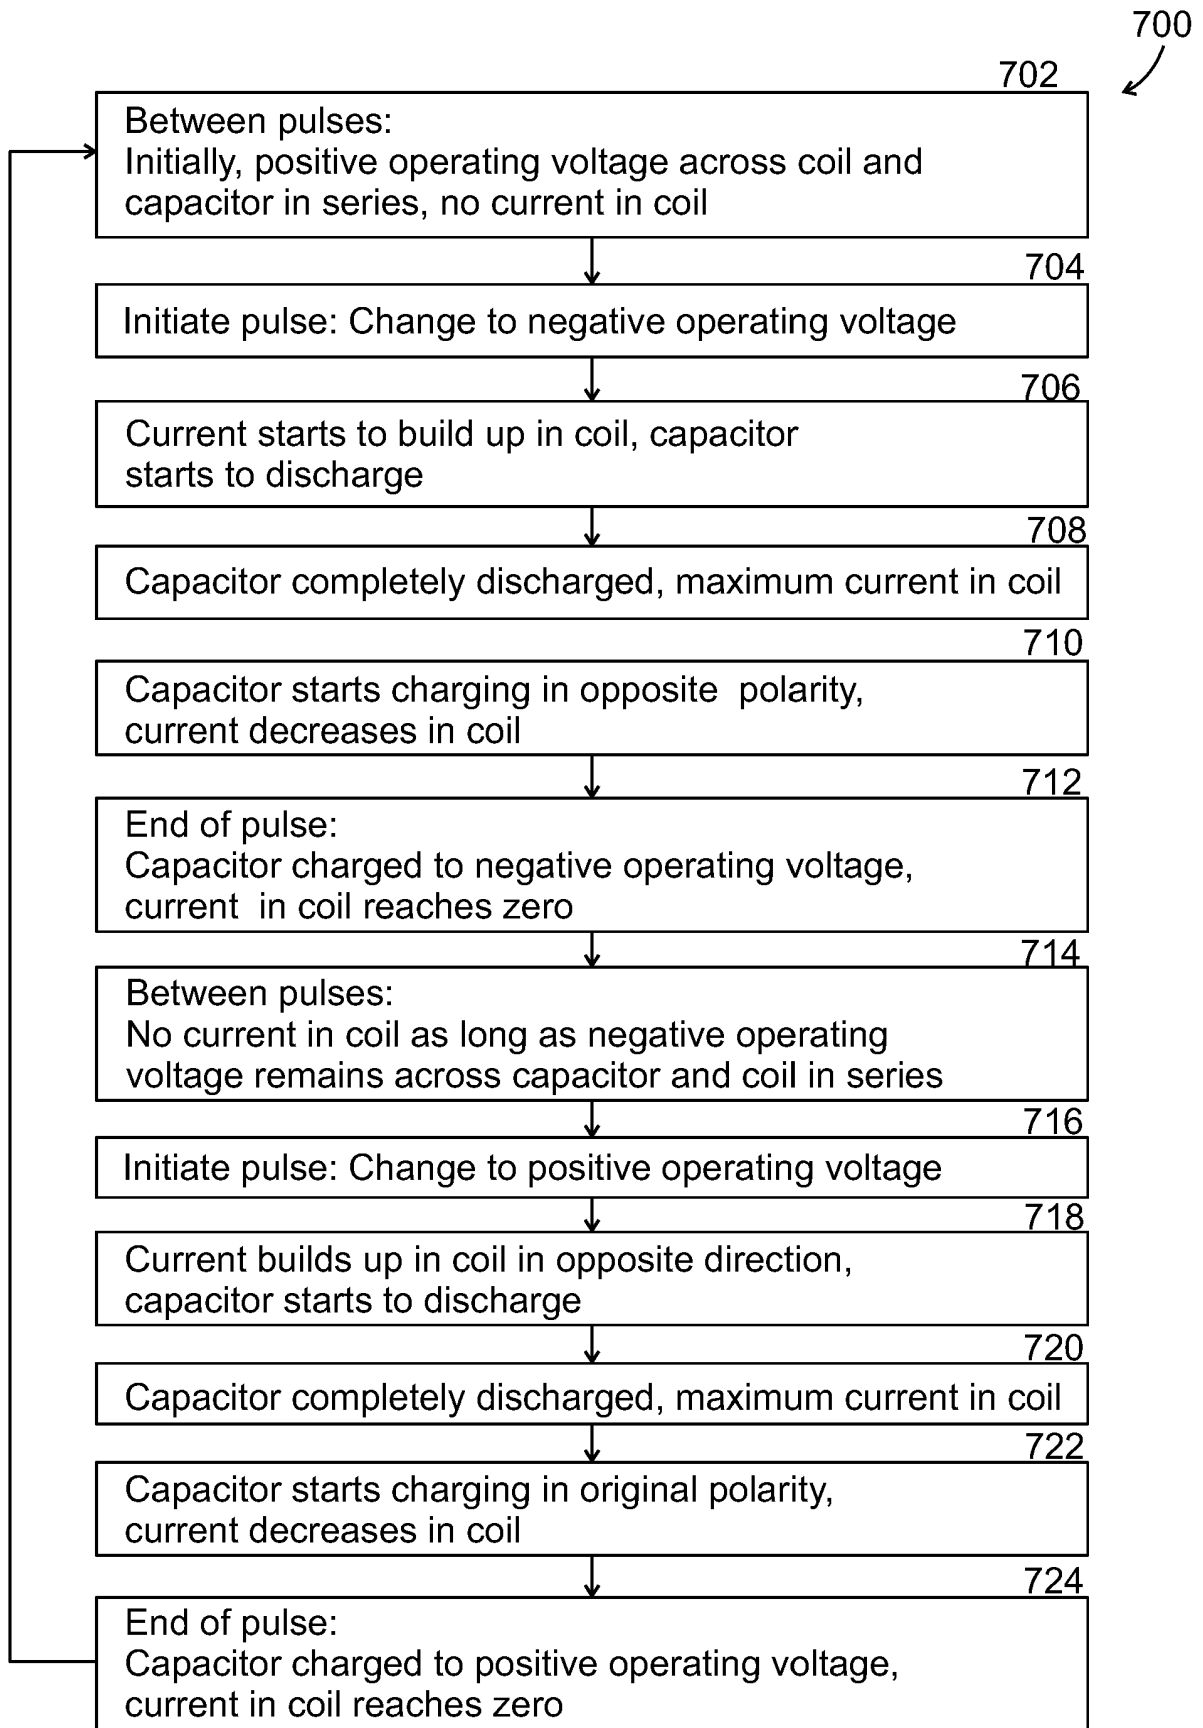 700
702
Between pulses:
Initially, positive operating voltage across coil and
capacitor in series, no current in coil
704
Initiate pulse: Change to negative operating voltage
706
Current starts to build up in coil, capacitor
starts to discharge
708
Capacitor completely discharged, maximum current in coil
710
Capacitor starts charging in opposite polarity,
current decreases in coil
712
End of pulse:
Capacitor charged to negative operating voltage,
current in coil reaches zero
714
Between pulses:
No current in coil as long as negative operating
voltage remains across capacitor and coil in series
716
Initiate pulse: Change to positive operating voltage
718
Current builds up in coil in opposite direction,
capacitor starts to discharge
720
Capacitor completely discharged, maximum current in coil
722
Capacitor starts charging in original polarity,
current decreases in coil
724
End of pulse:
Capacitor charged to positive operating voltage,
current in coil reaches zero